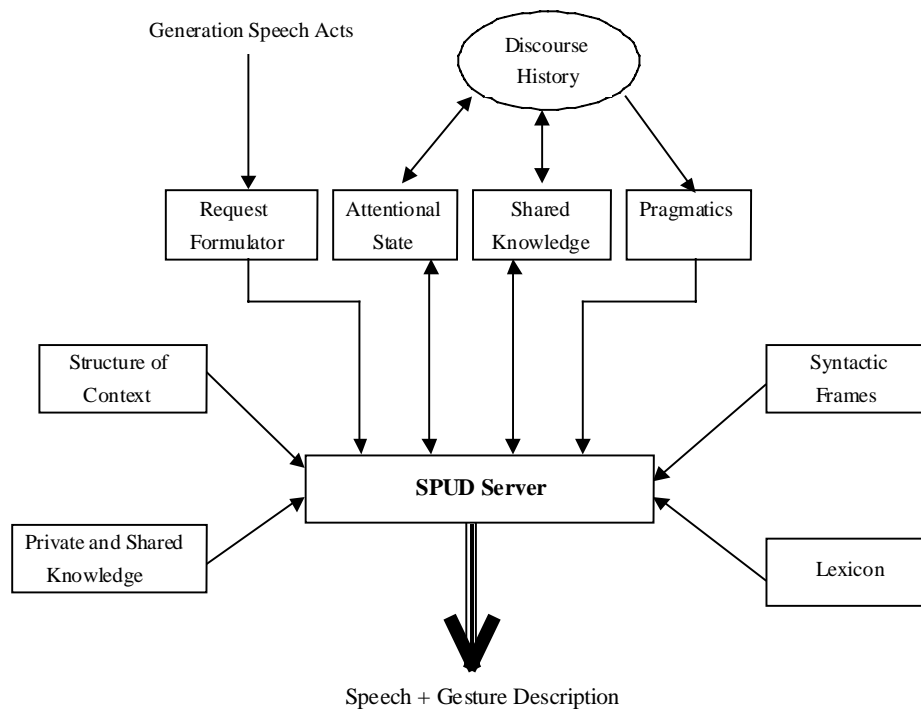 Generation Speech Acts
Discourse
History
Request
Formulator
Attentional
State
Shared
Knowledge
Pragmatics
Structure of
Context
Syntactic
Frames
SPUD Server
Private and Shared
Knowledge
Lexicon
Speech + Gesture Description